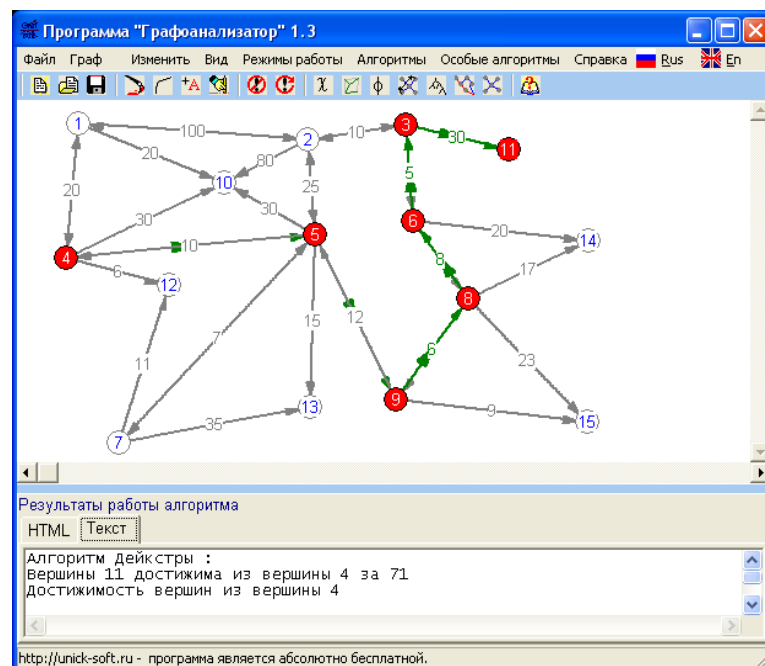 Программа "Графоанализатор" 1.3
Файл Граф Изменить Вид Режимы работы Алгоритмы Особые алгоритмы Справка Rus En
+A χ ϕ
1 100 2 10 3 30 11
20 80
10
20 25 5
30 30 6 20 14
4 10 5 8 17
6 12 8
15 12
11 7 6 23
13 9 9 15
7 35
Результаты работы алгоритма
HTML Текст
Алгоритм Дейкстры :
Вершины 11 достижима из вершины 4 за 71
Достижимость вершин из вершины 4
http://unick-soft.ru - программа является абсолютно бесплатной.